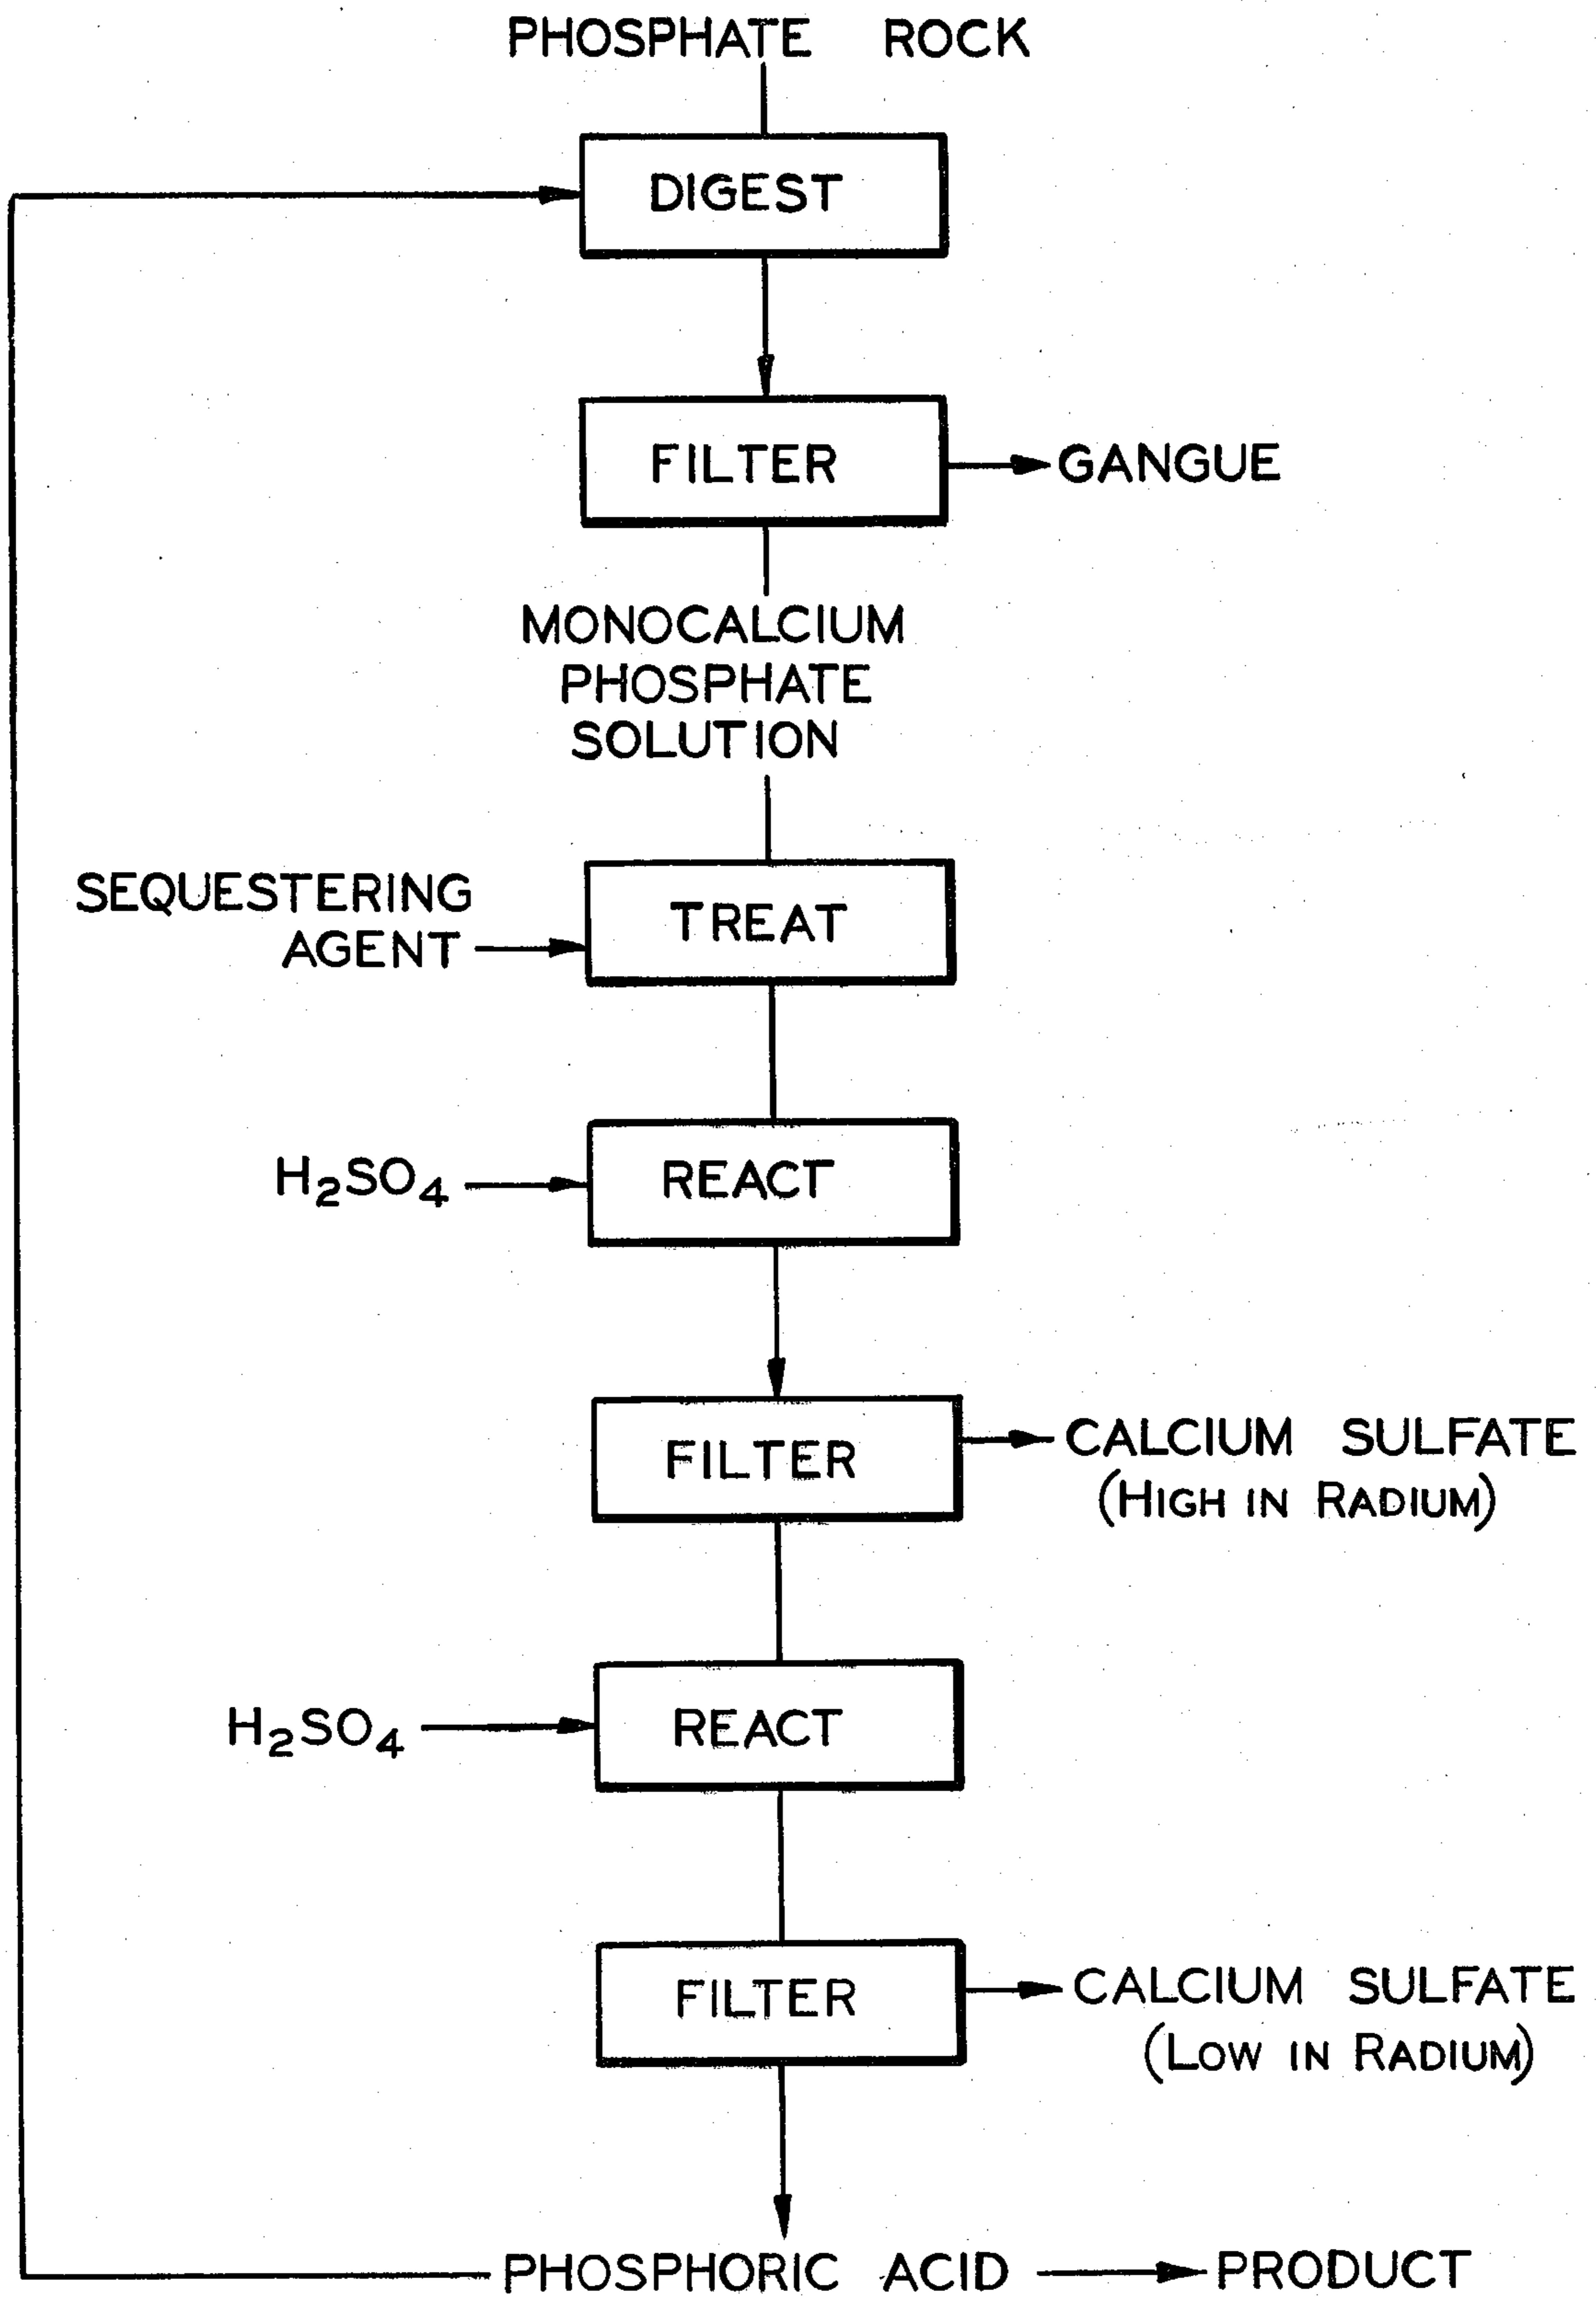 PHOSPHATE ROCK
DIGEST
FILTER
GANGUE
MONOCALCIUM
PHOSPHATE
SOLUTION
SEQUESTERING
AGENT
TREAT
H₂SO₄
REACT
FILTER
CALCIUM SULFATE
(HIGH IN RADIUM)
H₂SO₄
REACT
FILTER
CALCIUM SULFATE
(LOW IN RADIUM)
PHOSPHORIC ACID
PRODUCT